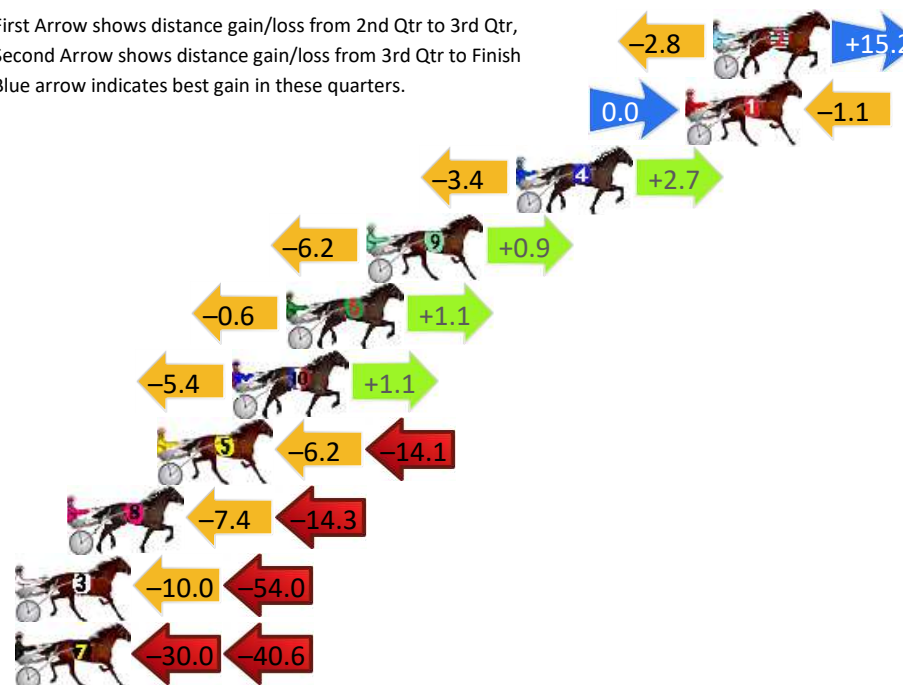 First Arrow shows distance gain/loss from 2nd Qtr to 3rd Qtr,
Second Arrow shows distance gain/loss from 3rd Qtr to Finish
Blue arrow indicates best gain in these quarters.
–2.8 2 +15.2
0.0 1 –1.1
–3.4 4 +2.7
–6.2 9 +0.9
–0.6 6 +1.1
–5.4 10 +1.1
5 –6.2 –14.1
8 –7.4 –14.3
3 –10.0 –54.0
7 –30.0 –40.6